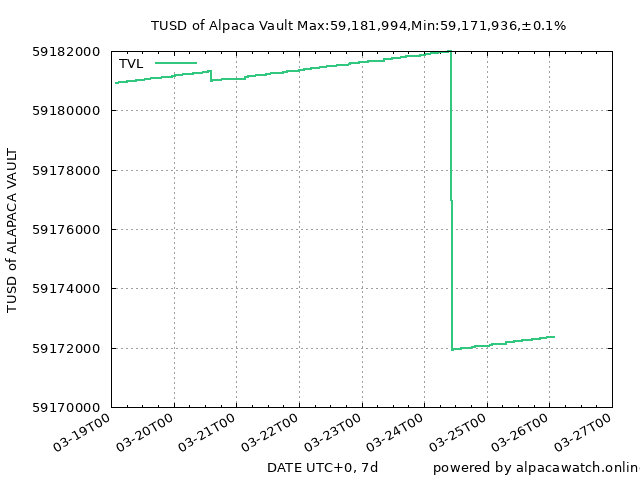 TUSD of Alpaca Vault Max:59,181,994,Min:59,171,936,±0.1%
TVL
59182000
59180000
59178000
59176000
59174000
59172000
59170000
TUSD of ALAPACA VAULT
03-19T00
03-20T00
03-21T00
03-22T00
03-23T00
03-24T00
03-25T00
03-26T00
03-27T00
DATE UTC+0, 7d
powered by alpacawatch.onlin